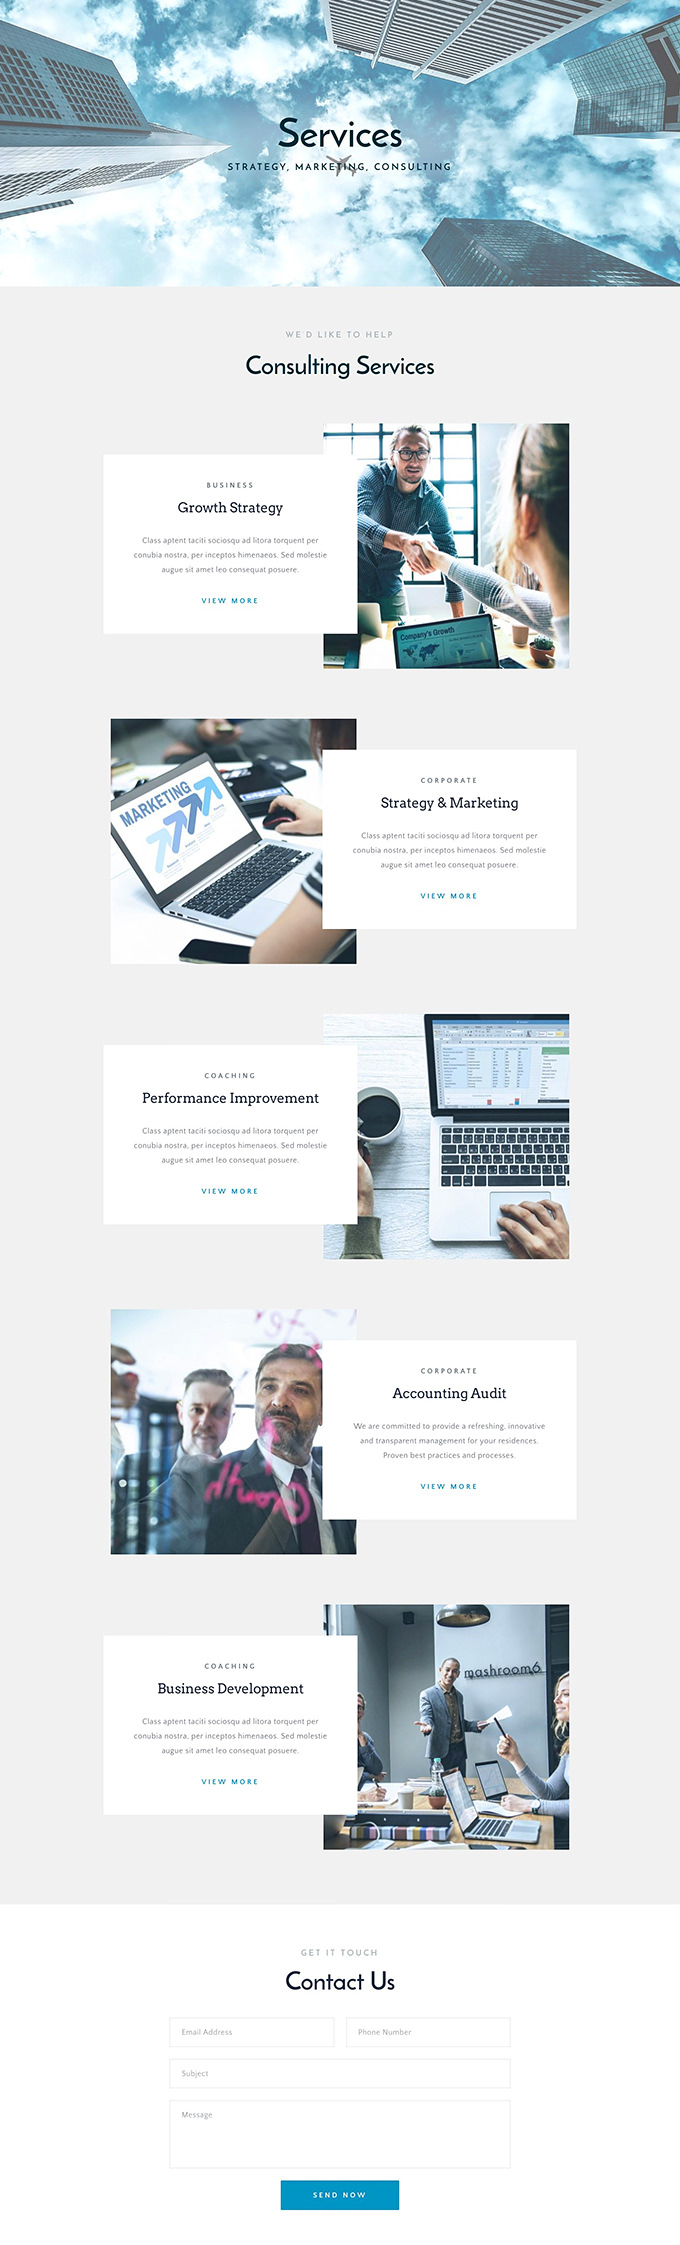 Services
STRATEGY, MARKETING, CONSULTING
WE'D LIKE TO HELP
Consulting Services
BUSINESS
Growth Strategy
Class aptent taciti sociosqu ad litora torquent per
conubia nostra, per inceptos himenaeos. Sed molestie
augue sit amet leo consequat posuere.
VIEW MORE
Company's Growth
MARKETING
CORPORATE
Strategy & Marketing
Class aptent taciti sociosqu ad litora torquent per
conubia nostra, per inceptos himenaeos. Sed molestie
augue sit amet leo consequat posuere.
VIEW MORE
COACHING
Performance Improvement
Class aptent taciti sociosqu ad litora torquent per
conubia nostra, per inceptos himenaeos. Sed molestie
augue sit amet leo consequat posuere.
VIEW MORE
CORPORATE
Accounting Audit
We are committed to provide a refreshing, innovative
and transparent management for your residences.
Proven best practices and processes.
VIEW MORE
COACHING
Business Development
Class aptent taciti sociosqu ad litora torquent per
conubia nostra, per inceptos himenaeos. Sed molestie
augue sit amet leo consequat posuere.
VIEW MORE
mashroom6
GET IT TOUCH
Contact Us
Email Address
Phone Number
Subject
Message
SEND NOW